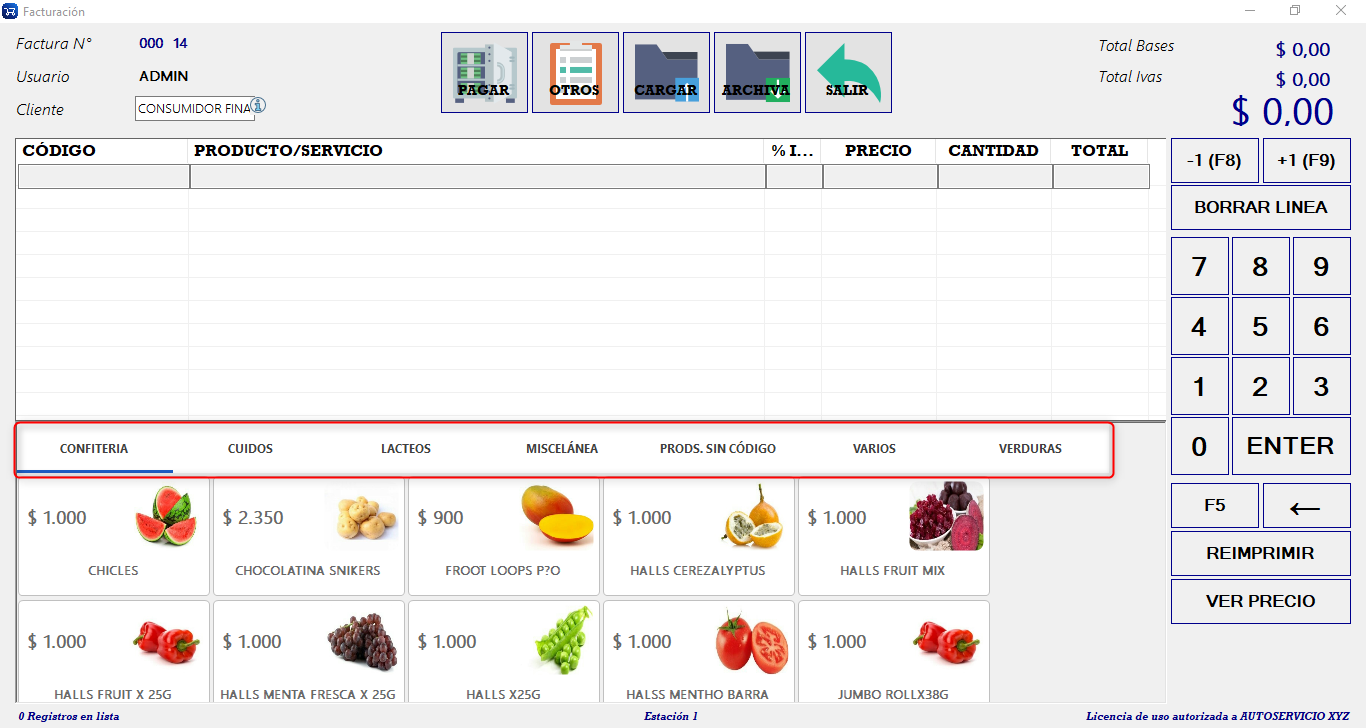 Facturación
Factura N° 000 14
Usuario ADMIN
Cliente CONSUMIDOR FINA
PAGAR OTROS CARGAR ARCHIVA SALIR
Total Bases $ 0,00
Total Ivas $ 0,00
$ 0,00
CÓDIGO PRODUCTO/SERVICIO % I... PRECIO CANTIDAD TOTAL
-1 (F8) +1 (F9)
BORRAR LINEA
7 8 9
4 5 6
1 2 3
0 ENTER
F5 ←
REIMPRIMIR
VER PRECIO
CONFITERIA CUIDOS LACTEOS MISCELÁNEA PRODS. SIN CÓDIGO VARIOS VERDURAS
$ 1.000 $ 2.350 $ 900 $ 1.000 $ 1.000
CHICLES CHOCOLATINA SNIKERS FROOT LOOPS P?O HALLS CEREZALYPTUS HALLS FRUIT MIX
$ 1.000 $ 1.000 $ 1.000 $ 1.000 $ 1.000
HALLS FRUIT X 25G HALLS MENTA FRESCA X 25G HALLS X25G HALSS MENTHO BARRA JUMBO ROLLX38G
0 Registros en lista Estación 1 Licencia de uso autorizada a AUTOSERVICIO XYZ